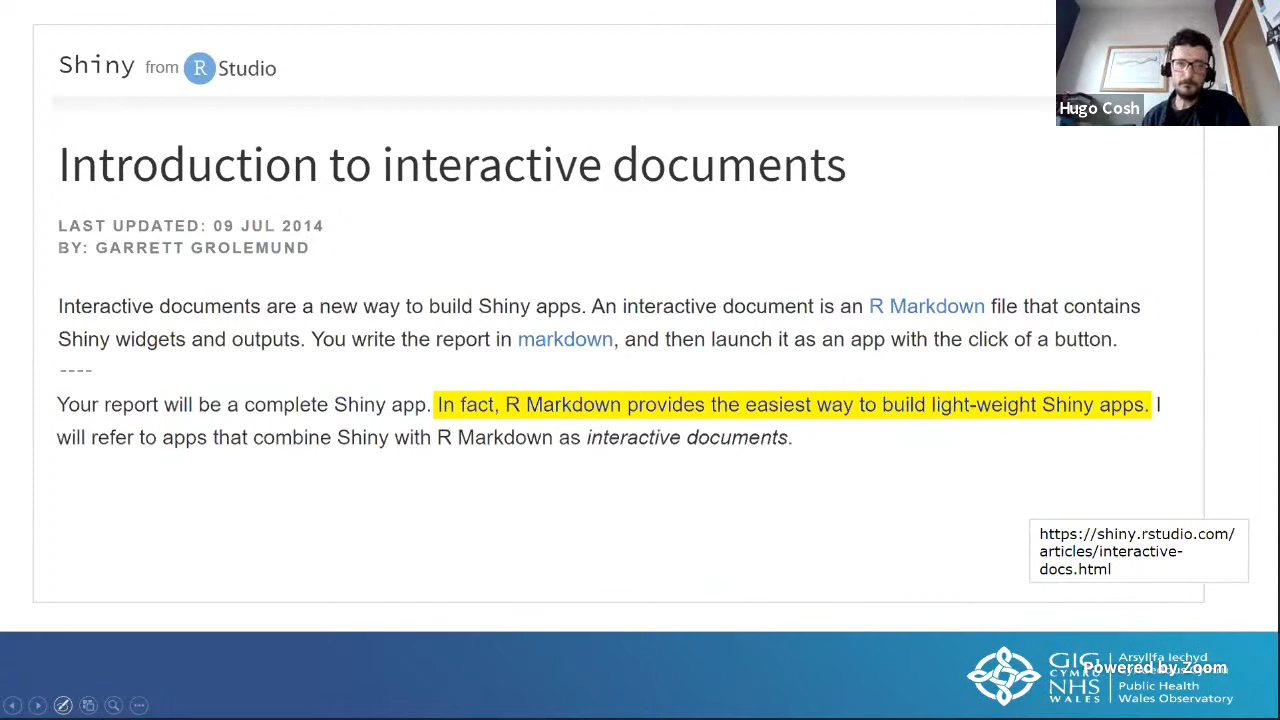 Shiny from R Studio
Hugo Cosh
Introduction to interactive documents
LAST UPDATED: 09 JUL 2014
BY: GARRETT GROLEMUND
Interactive documents are a new way to build Shiny apps. An interactive document is an R Markdown file that contains
Shiny widgets and outputs. You write the report in markdown, and then launch it as an app with the click of a button.
----
Your report will be a complete Shiny app. In fact, R Markdown provides the easiest way to build light-weight Shiny apps. I
will refer to apps that combine Shiny with R Markdown as interactive documents.
https://shiny.rstudio.com/
articles/interactive-
docs.html
GIG
CYMRU
NHS
WALES
Arsyllfa Iechyd
Cymru
Public Health
Wales Observatory
Powered by Zoom